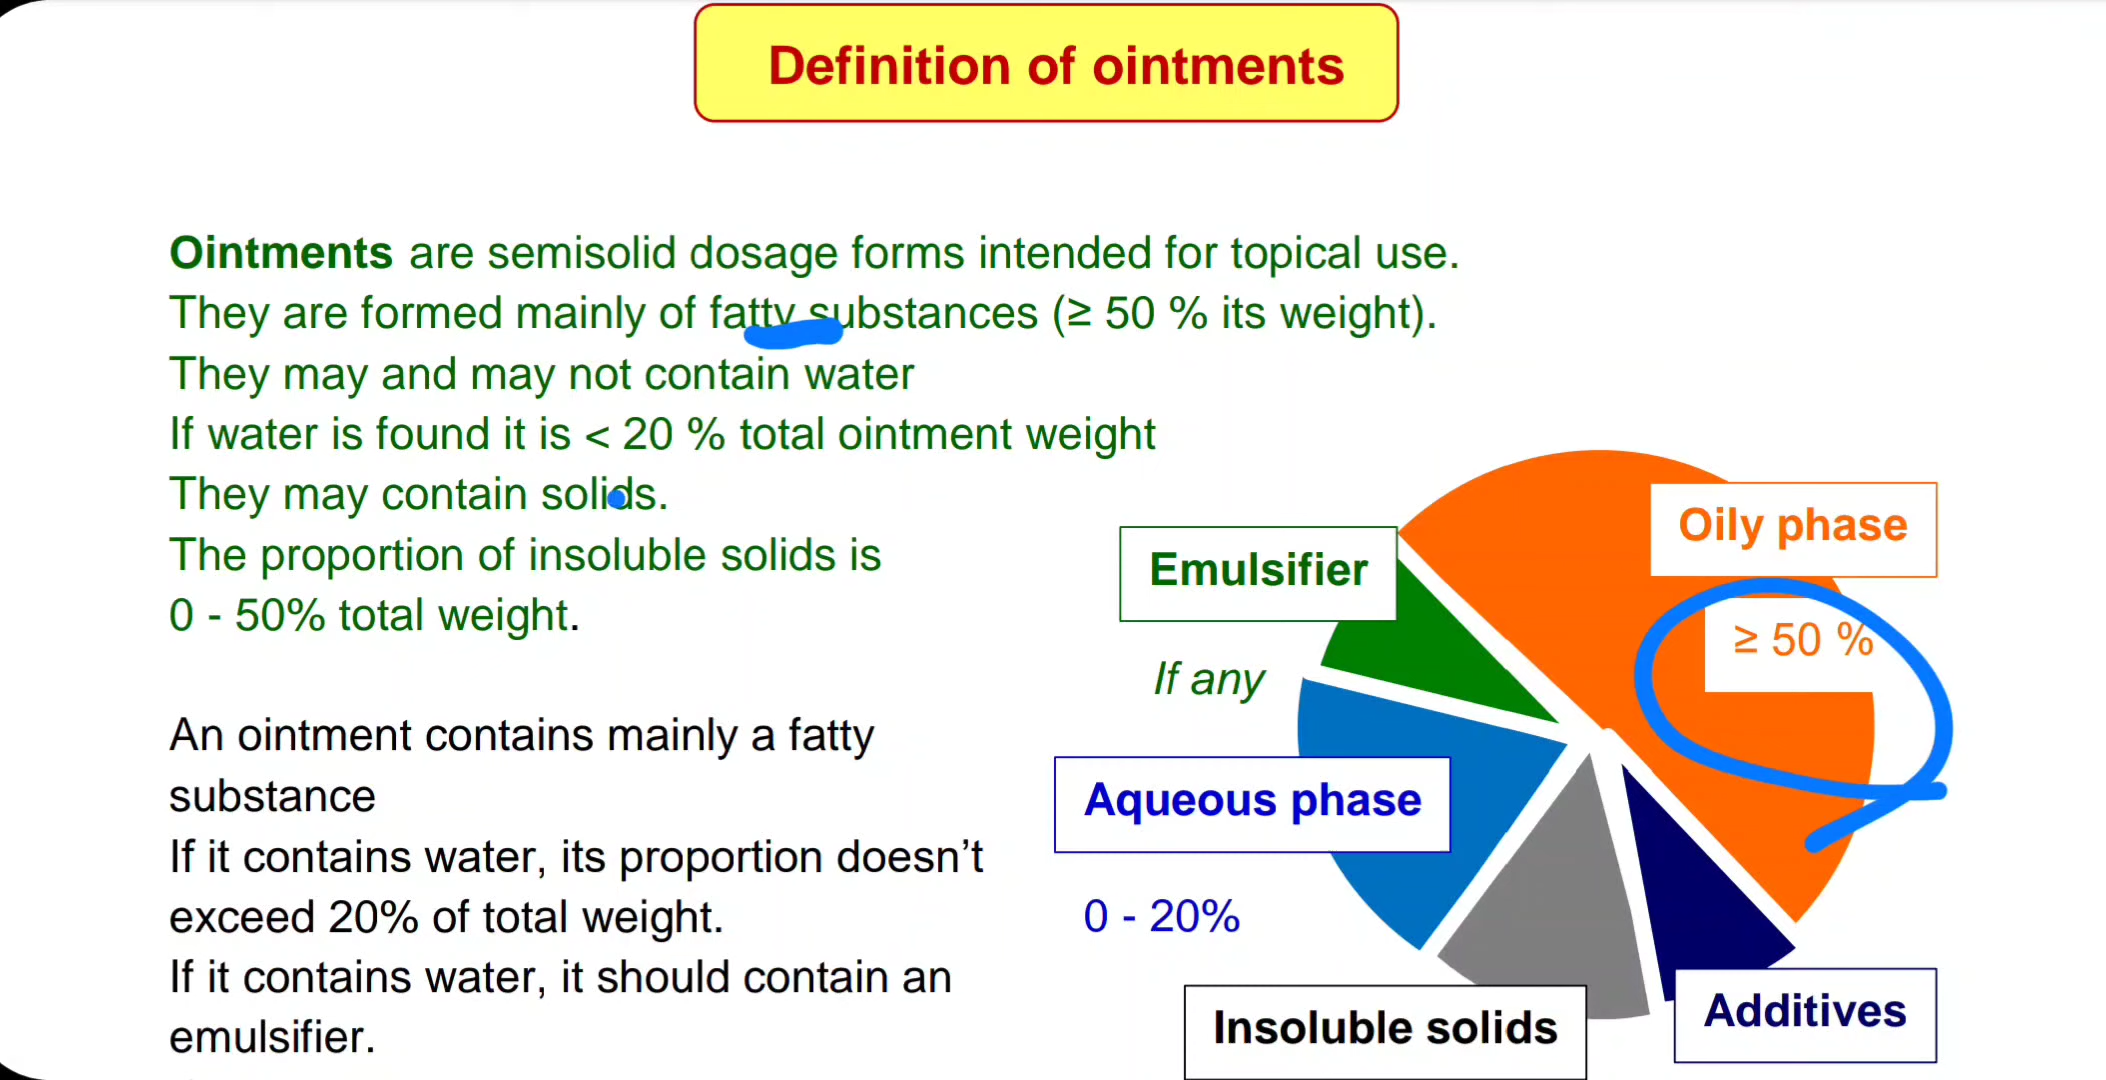 Definition of ointments
Ointments are semisolid dosage forms intended for topical use.
They are formed mainly of fatty substances (≥ 50 % its weight).
They may and may not contain water
If water is found it is < 20 % total ointment weight
They may contain solids.
The proportion of insoluble solids is
0 - 50% total weight.
An ointment contains mainly a fatty
substance
If it contains water, its proportion doesn’t
exceed 20% of total weight.
If it contains water, it should contain an
emulsifier.
Oily phase
≥ 50 %
Emulsifier
If any
Aqueous phase
0 - 20%
Insoluble solids
Additives